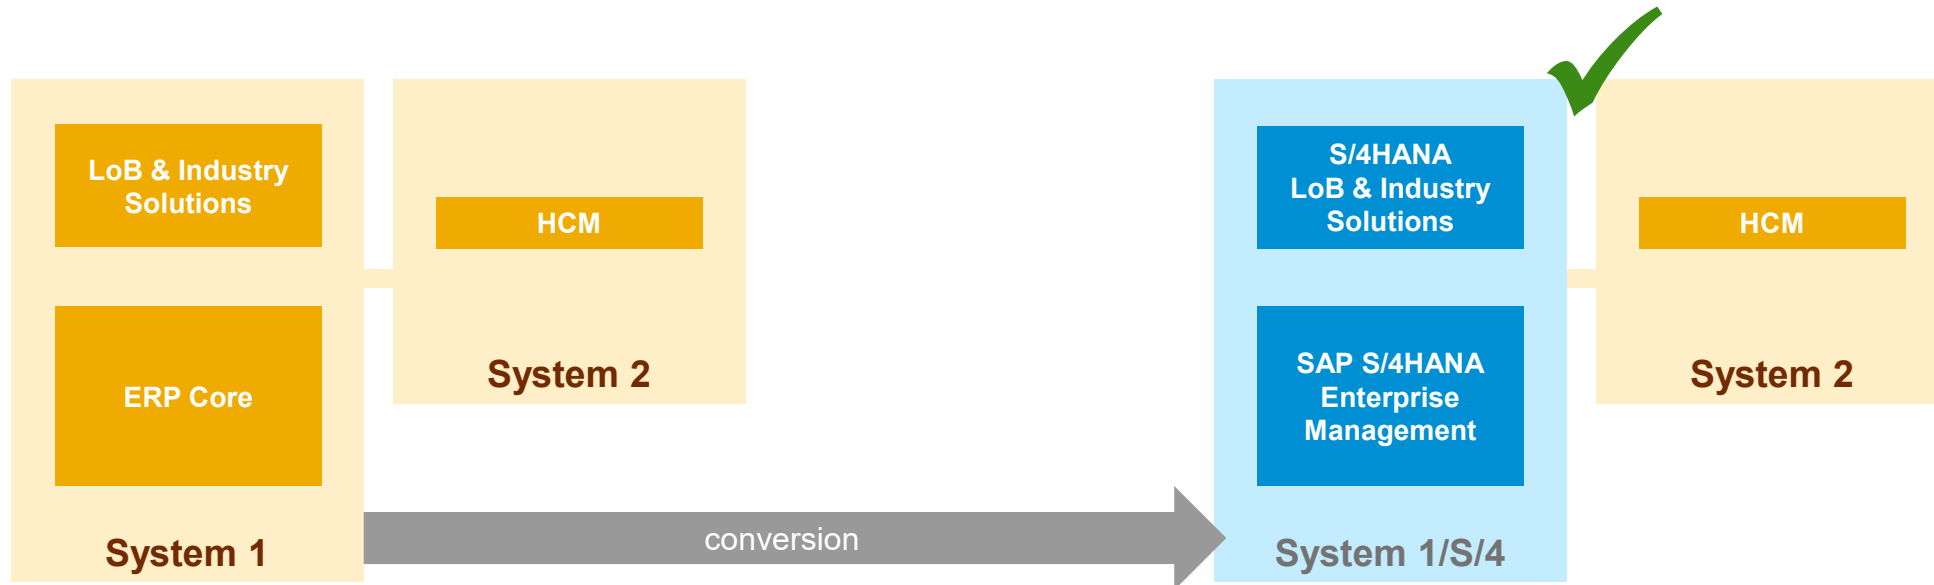 LoB & Industry
Solutions
ERP Core
System 1
HCM
System 2
conversion
S/4HANA
LoB & Industry
Solutions
SAP S/4HANA
Enterprise
Management
System 1/S/4
HCM
System 2